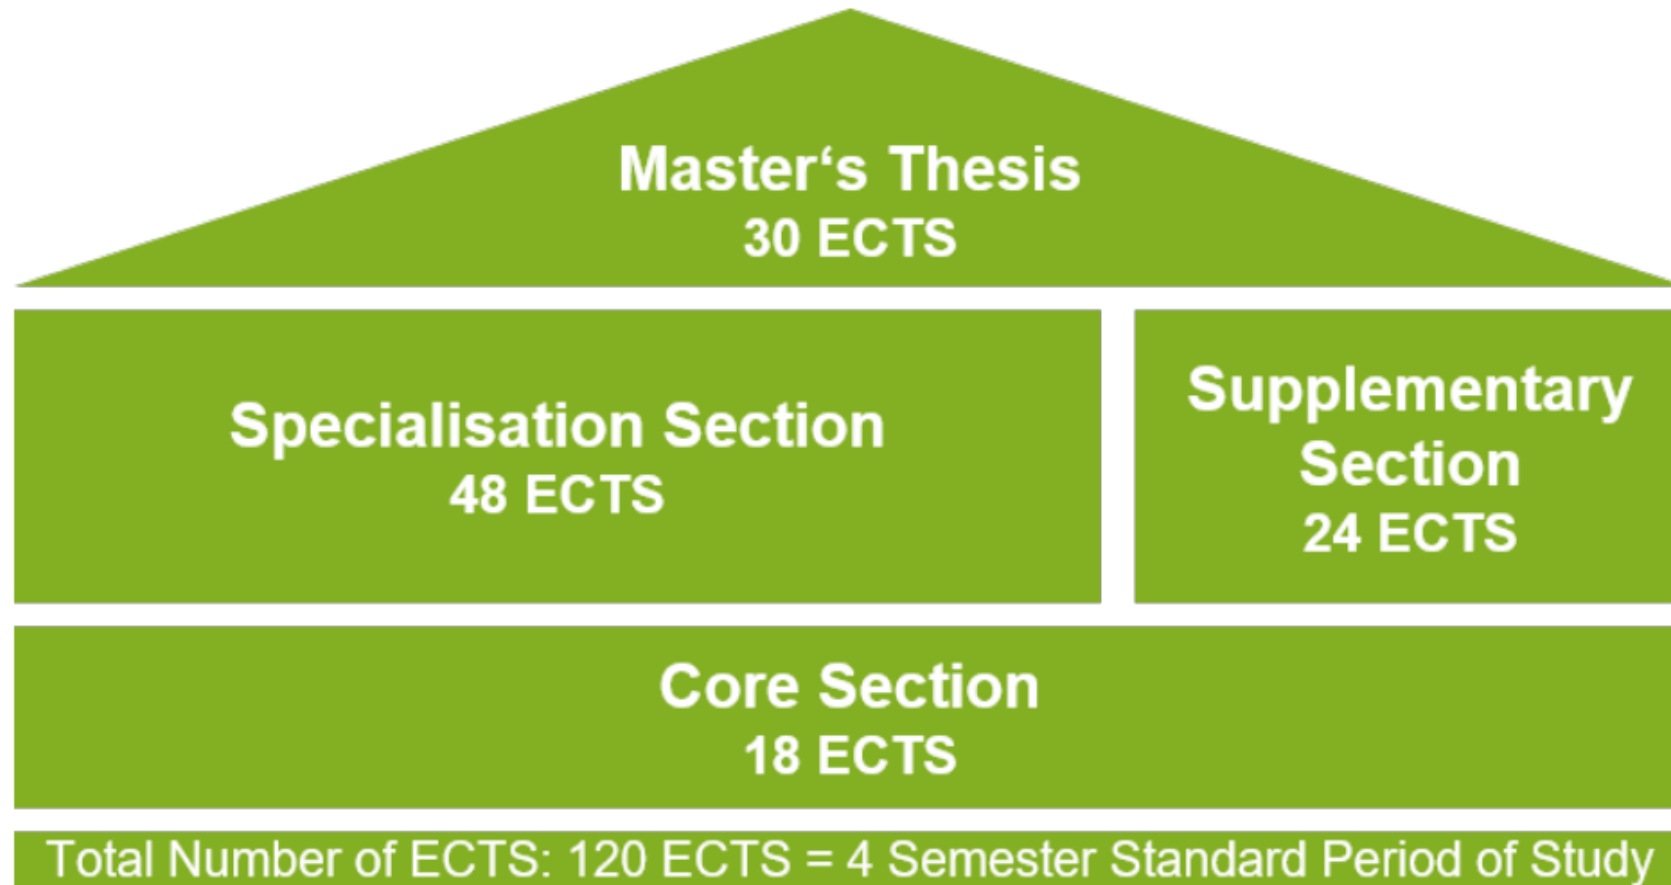 Master‘s Thesis
30 ECTS
Specialisation Section
48 ECTS
Supplementary
Section
24 ECTS
Core Section
18 ECTS
Total Number of ECTS: 120 ECTS = 4 Semester Standard Period of Study